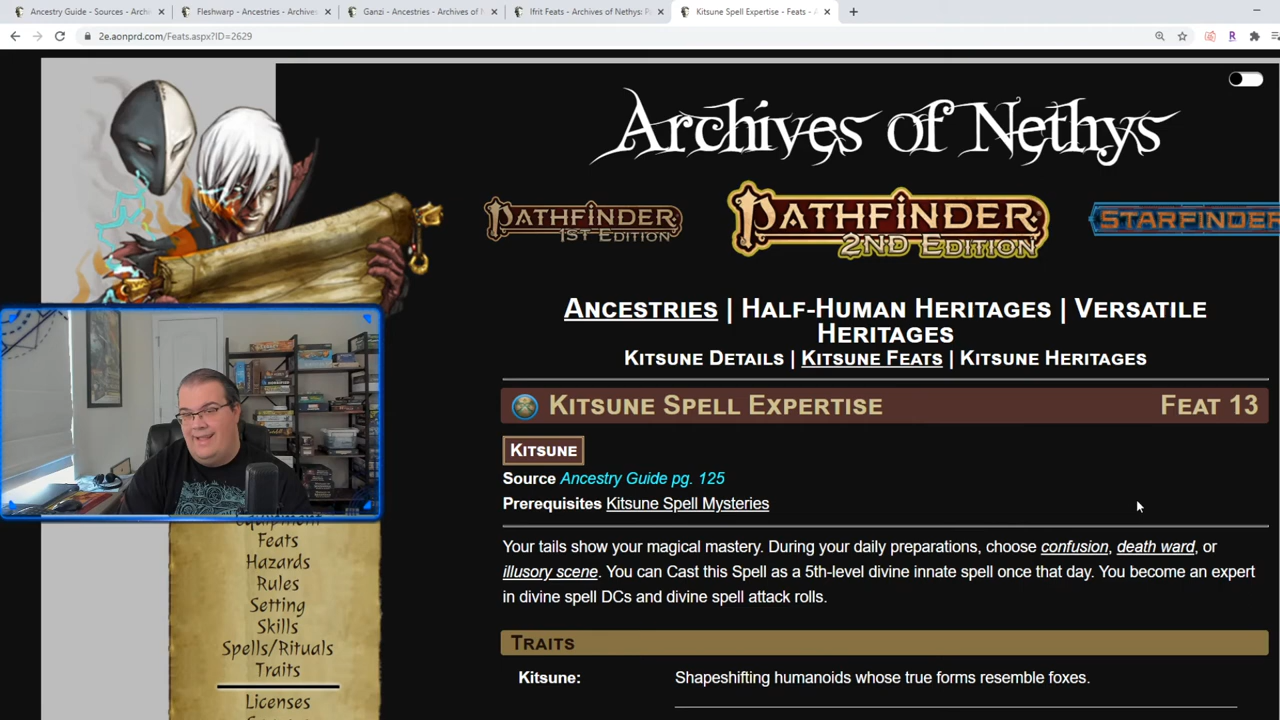 Ancestry Guide - Sources - Archi
Fleshwarp - Ancestries - Archives
Ganzi - Ancestries - Archives of N
Ifrit Feats - Archives of Nethys: P
Kitsune Spell Expertise - Feats - A
2e.aonprd.com/Feats.aspx?ID=2629
Archives of Nethys
PATHFINDER
1ST EDITION
PATHFINDER
2ND EDITION
STARFINDER
ANCESTRIES | HALF-HUMAN HERITAGES | VERSATILE
HERITAGES
KITSUNE DETAILS | KITSUNE FEATS | KITSUNE HERITAGES
KITSUNE SPELL EXPERTISE FEAT 13
KITSUNE
Source Ancestry Guide pg. 125
Prerequisites Kitsune Spell Mysteries
Your tails show your magical mastery. During your daily preparations, choose confusion, death ward, or
illusory scene. You can Cast this Spell as a 5th-level divine innate spell once that day. You become an expert
in divine spell DCs and divine spell attack rolls.
TRAITS
Kitsune: Shapeshifting humanoids whose true forms resemble foxes.
Equipment
Feats
Hazards
Rules
Setting
Skills
Spells/Rituals
Traits
Licenses